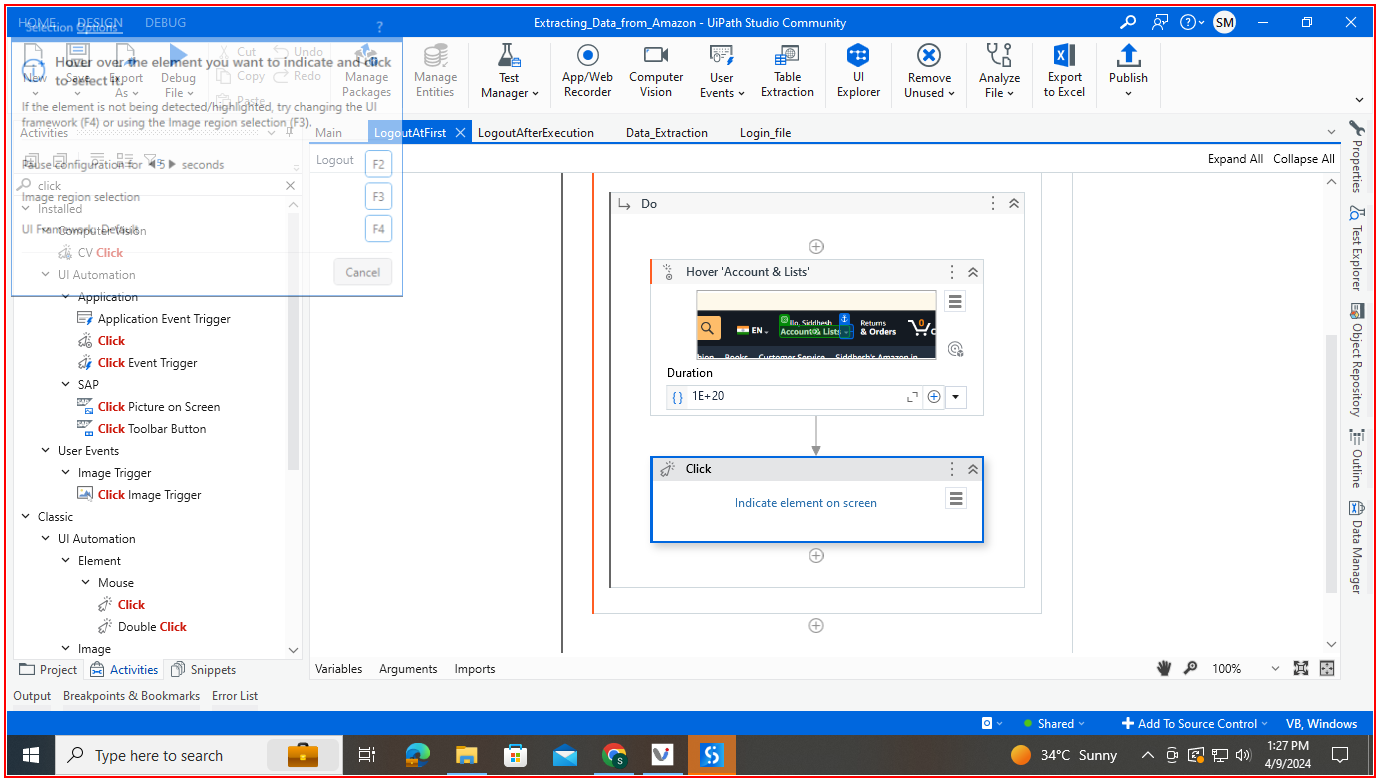 HOME DESIGN DEBUG
Extracting_Data_from_Amazon - UiPath Studio Community
SM
Selection Options
?
Hover over the element you want to indicate and click
to select it.
If the element is not being detected/highlighted, try changing the UI
framework (F4) or using the Image region selection (F3).
Pause configuration for 5 seconds
F2
Image region selection
F3
UI Framework: Default
F4
Cancel
New
Save
Export
As
Debug
File
Cut
Copy
Paste
Undo
Redo
Manage
Packages
Manage
Entities
Test
Manager
App/Web
Recorder
Computer
Vision
User
Events
Table
Extraction
UI
Explorer
Remove
Unused
Analyze
File
Export
to Excel
Publish
Activities
click
Installed
Computer Vision
CV Click
UI Automation
Application
Application Event Trigger
Click
Click Event Trigger
SAP
Click Picture on Screen
Click Toolbar Button
User Events
Image Trigger
Click Image Trigger
Classic
UI Automation
Element
Mouse
Click
Double Click
Image
Project
Activities
Snippets
Main
LogoutAtFirst
LogoutAfterExecution
Data_Extraction
Login_file
Logout
Expand All
Collapse All
Do
Hover 'Account & Lists'
EN
llo, Siddhesh
Account & Lists
Returns
& Orders
0
Books
Customer Service
Siddhesh's Amazon.in
Duration
1E+20
Click
Indicate element on screen
Properties
Test Explorer
Object Repository
Outline
Data Manager
Variables
Arguments
Imports
100%
Output
Breakpoints & Bookmarks
Error List
Shared
Add To Source Control
VB, Windows
Type here to search
34°C Sunny
1:27 PM
4/9/2024